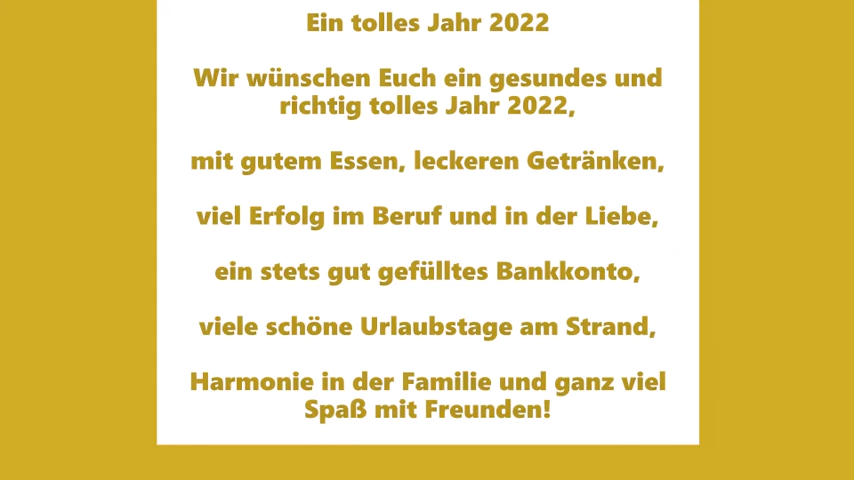 Ein tolles Jahr 2022
Wir wünschen Euch ein gesundes und
richtig tolles Jahr 2022,
mit gutem Essen, leckeren Getränken,
viel Erfolg im Beruf und in der Liebe,
ein stets gut gefülltes Bankkonto,
viele schöne Urlaubstage am Strand,
Harmonie in der Familie und ganz viel
Spaß mit Freunden!